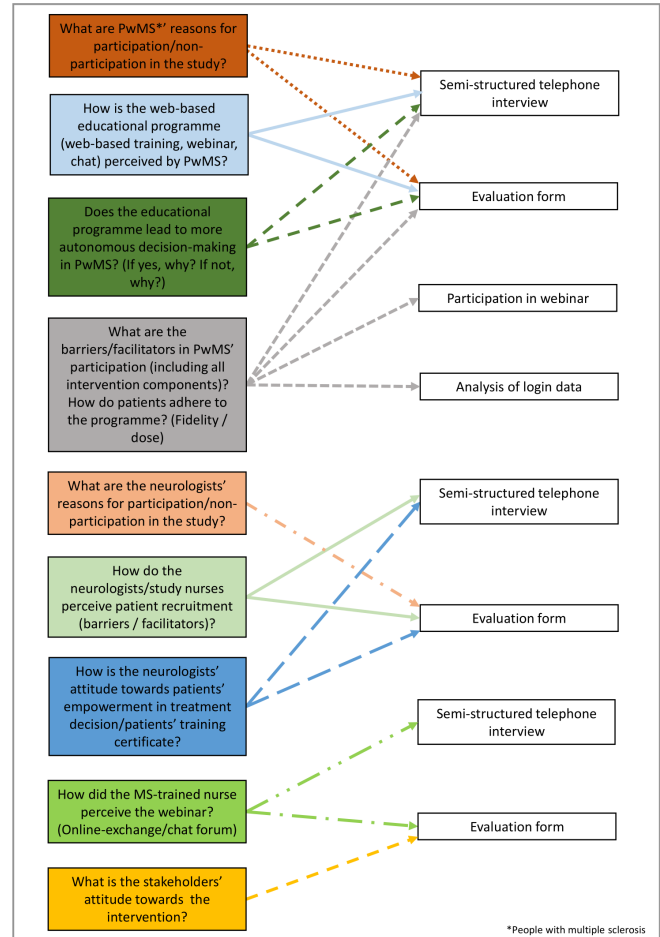 What are PwMS*’ reasons for
participation/non-
participation in the study?
How is the web-based
educational programme
(web-based training, webinar,
chat) perceived by PwMS?
Does the educational
programme lead to more
autonomous decision-making
in PwMS? (If yes, why? If not,
why?)
What are the
barriers/facilitators in PwMS’
participation (including all
intervention components)?
How do patients adhere to
the programme? (Fidelity /
dose)
Semi-structured telephone
interview
Evaluation form
Participation in webinar
Analysis of login data
What are the neurologists’
reasons for participation/non-
participation in the study?
How do the
neurologists/study nurses
perceive patient recruitment
(barriers / facilitators)?
How is the neurologists’
attitude towards patients’
empowerment in treatment
decision/patients’ training
certificate?
Semi-structured telephone
interview
Evaluation form
How did the MS-trained nurse
perceive the webinar?
(Online-exchange/chat forum)
What is the stakeholders’
attitude towards the
intervention?
Semi-structured telephone
interview
Evaluation form
*People with multiple sclerosis